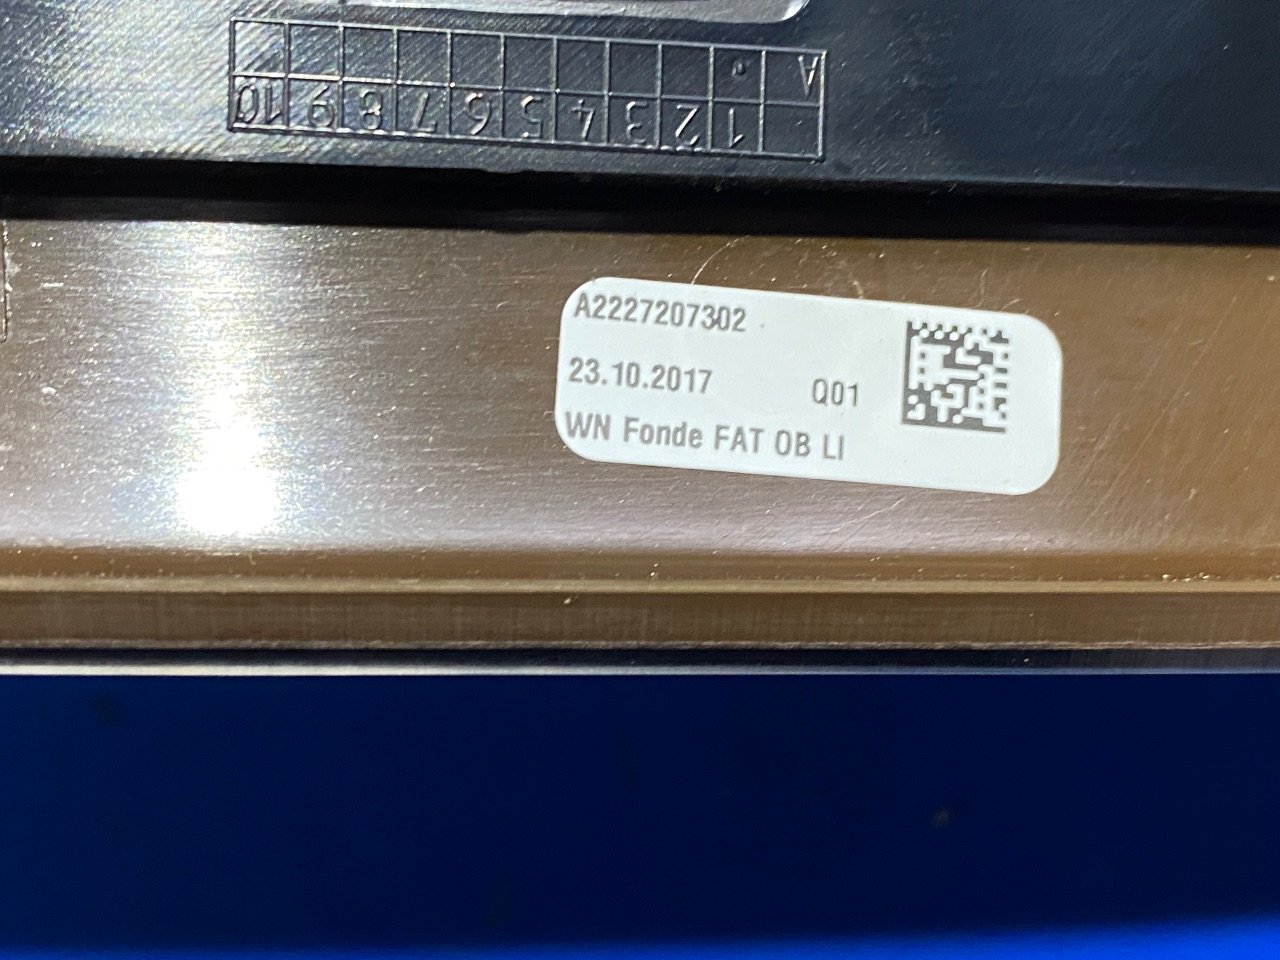 A
10 9 8 7 6 5 4 3 2 1
A2227207302
23.10.2017 Q01
WN Fonde FAT OB LI